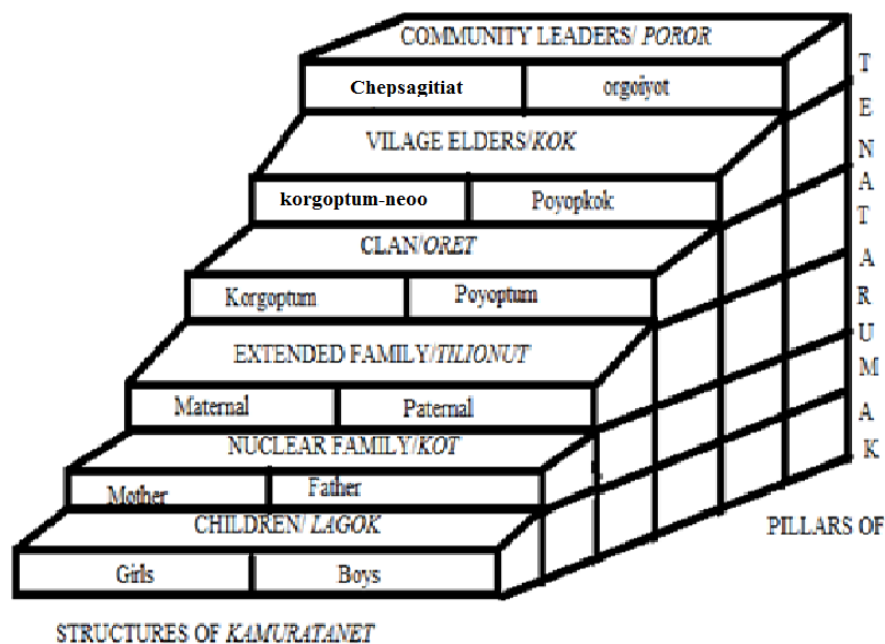 COMMUNITY LEADERS/ POROR
Chepsagitiat
orgoiyot
VILAGE ELDERS/KOK
korgoptum-neoo
Poyopkok
CLAN/ORET
Korgoptum
Poyoptum
EXTENDED FAMILY/TILIONUT
Maternal
Paternal
NUCLEAR FAMILY/KOT
Mother
Father
CHILDREN/ LAGOK
Girls
Boys
T
E
N
A
T
A
R
U
M
A
K
PILLARS OF
STRUCTURES OF KAMURATANET